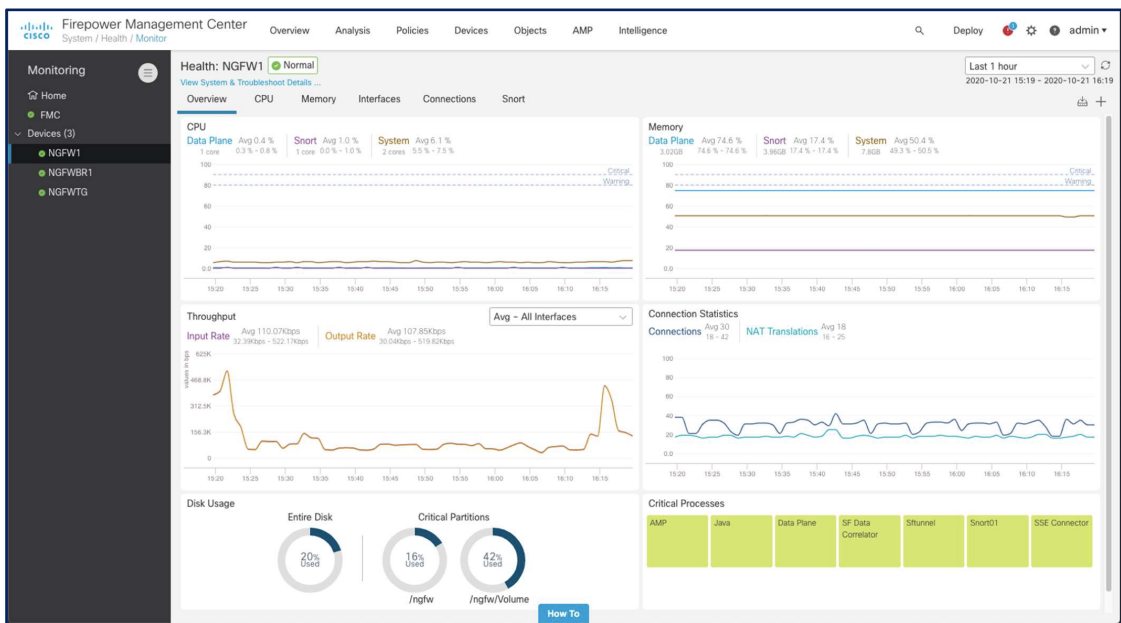 Firepower Management Center
CISCO
System / Health / Monitor
Overview Analysis Policies Devices Objects AMP Intelligence
Deploy
admin
Monitoring
Home
FMC
Devices (3)
NGFW1
NGFWBR1
NGFWTG
Health: NGFW1 Normal
View System & Troubleshoot Details ...
Last 1 hour
2020-10-21 15:19 - 2020-10-21 16:19
Overview CPU Memory Interfaces Connections Snort
CPU
Data Plane Avg 0.4 % Snort Avg 1.0 % System Avg 6.1 %
1 core 0.3 % - 0.8 % 1 core 0.0 % - 1.0 % 2 cores 5.5 % - 7.5 %
100
Critical
80
Warning
60
40
20
0.0
15:20 15:25 15:30 15:35 15:40 15:45 15:50 15:55 16:00 16:05 16:10 16:15
Memory
Data Plane Avg 74.6 % Snort Avg 17.4 % System Avg 50.4 %
3.02GB 74.6 % - 74.6 % 3.96GB 17.4 % - 17.4 % 7.8GB 49.3 % - 50.5 %
100
Critical
80
Warning
60
40
20
0.0
15:20 15:25 15:30 15:35 15:40 15:45 15:50 15:55 16:00 16:05 16:10 16:15
Throughput
Avg - All Interfaces
Input Rate Avg 110.07Kbps Output Rate Avg 107.85Kbps
32.39Kbps - 522.17Kbps 30.04Kbps - 519.62Kbps
values in bps
625K
468.8K
312.5K
156.3K
0
15:20 15:25 15:30 15:35 15:40 15:45 15:50 15:55 16:00 16:05 16:10 16:15
Connection Statistics
Connections Avg 30 NAT Translations Avg 18
18 - 42 16 - 25
100
80
60
40
20
0.0
15:20 15:25 15:30 15:35 15:40 15:45 15:50 15:55 16:00 16:05 16:10 16:15
Disk Usage
Entire Disk Critical Partitions
20% Used
16% Used
42% Used
/ngfw /ngfw/Volume
Critical Processes
AMP Java Data Plane SF Data Correlator Sftunnel Snort01 SSE Connector
How To